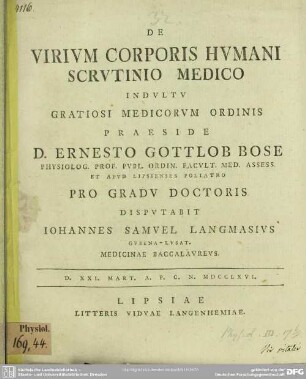 DE
VIRIVM CORPORIS HVMANI
SCRVTINIO MEDICO
INDVLTV
GRATIOSI MEDICORVM ORDINIS
PRAESIDE
D. ERNESTO GOTTLOB BOSE
PHYSIOLOG. PROF. PVBL. ORDIN. FACVLT. MED. ASSESS.
ET APVD LIPSIENSES POLIATRO
PRO GRADV DOCTORIS
DISPVTABIT
IOHANNES SAMVEL LANGMASIVS
GVBENA-LVSAT.
MEDICINAE BACCALAVREVS.
D. XXI. MART. A. P. C. N. MDCCLXVI.
LIPSIAE
LITTERIS VIDVAE LANGENHEMIAE.
Physiol.
169,44.